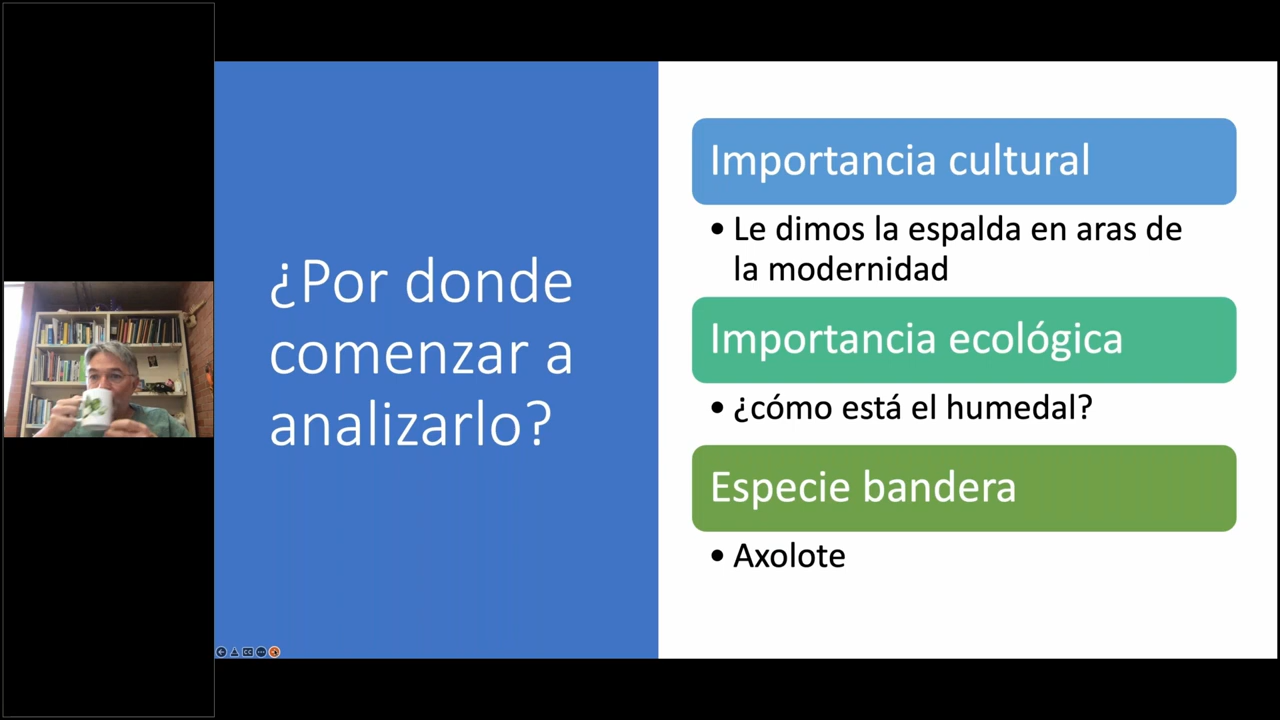 ¿Por donde
comenzar a
analizarlo?
Importancia cultural
• Le dimos la espalda en aras de
la modernidad
Importancia ecológica
• ¿cómo está el humedal?
Especie bandera
• Axolote